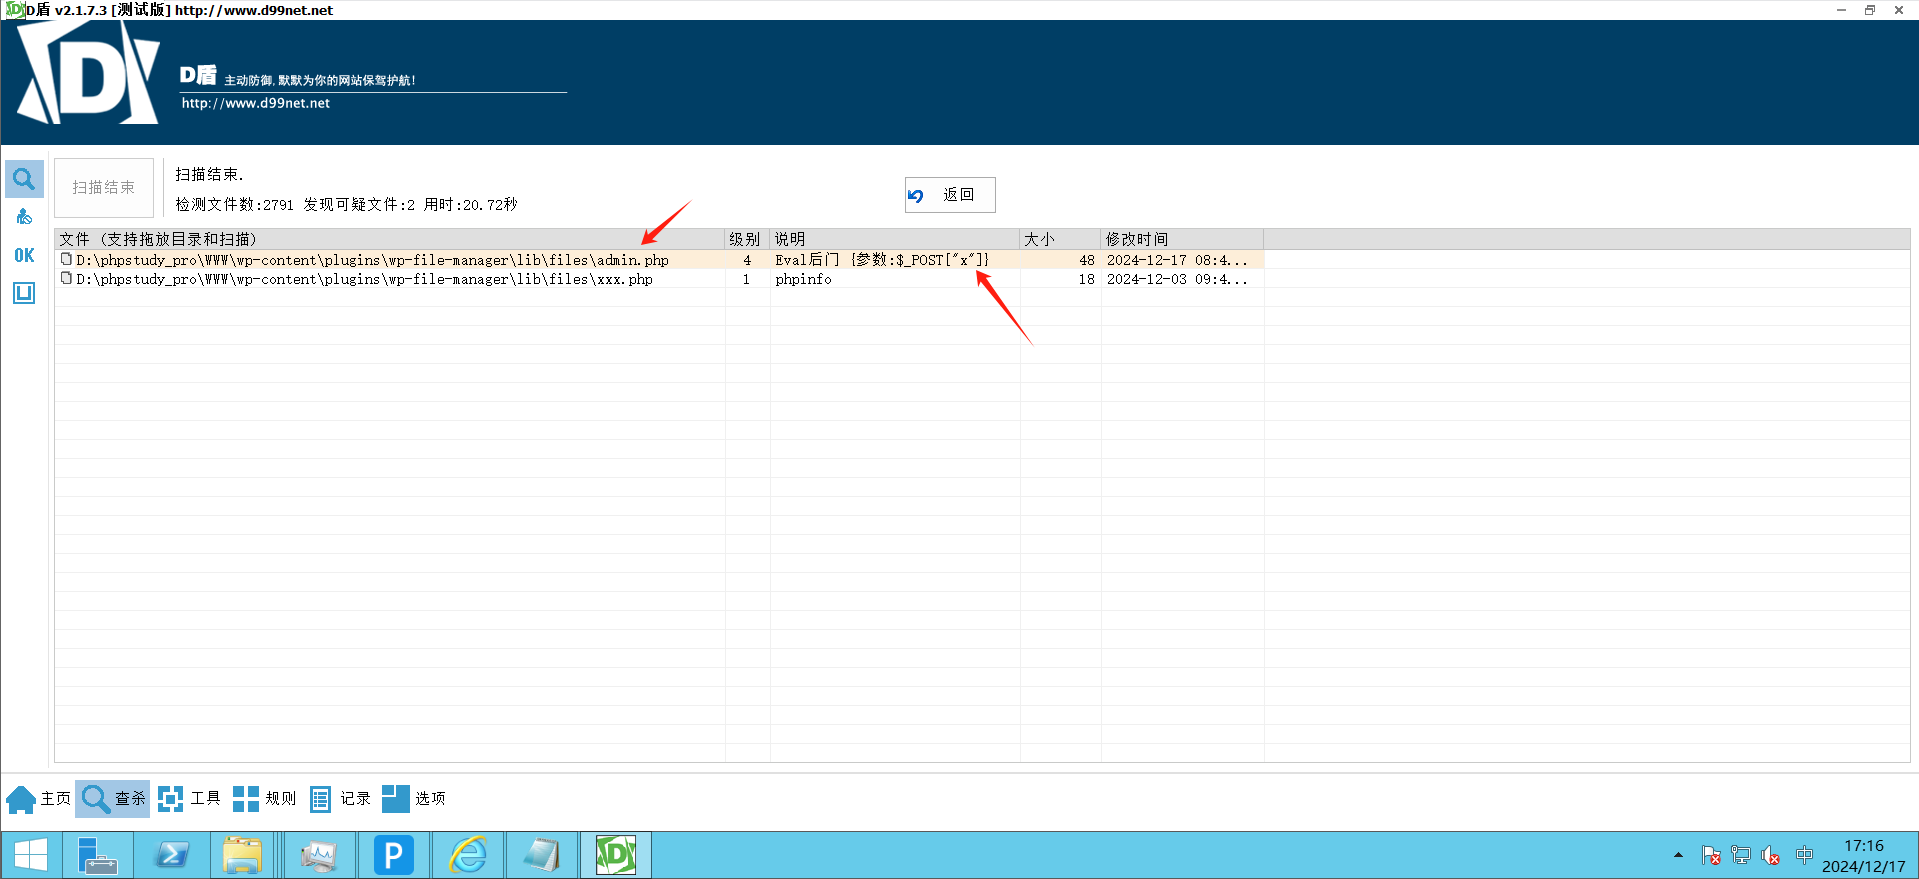 D盾 v2.1.7.3 [测试版] http://www.d99net.net
D盾 主动防御,默默为你的网站保驾护航!
http://www.d99net.net
扫描结束
扫描结束.
检测文件数:2791 发现可疑文件:2 用时:20.72秒
返回
OK
文件 (支持拖放目录和扫描) 级别 说明 大小 修改时间
D:\phpstudy_pro\WWW\wp-content\plugins\wp-file-manager\lib\files\admin.php 4 Eval后门 {参数:$_POST["x"]} 48 2024-12-17 08:4...
D:\phpstudy_pro\WWW\wp-content\plugins\wp-file-manager\lib\files\xxx.php 1 phpinfo 18 2024-12-03 09:4...
主页 查杀 工具 规则 记录 选项
中 17:16
2024/12/17